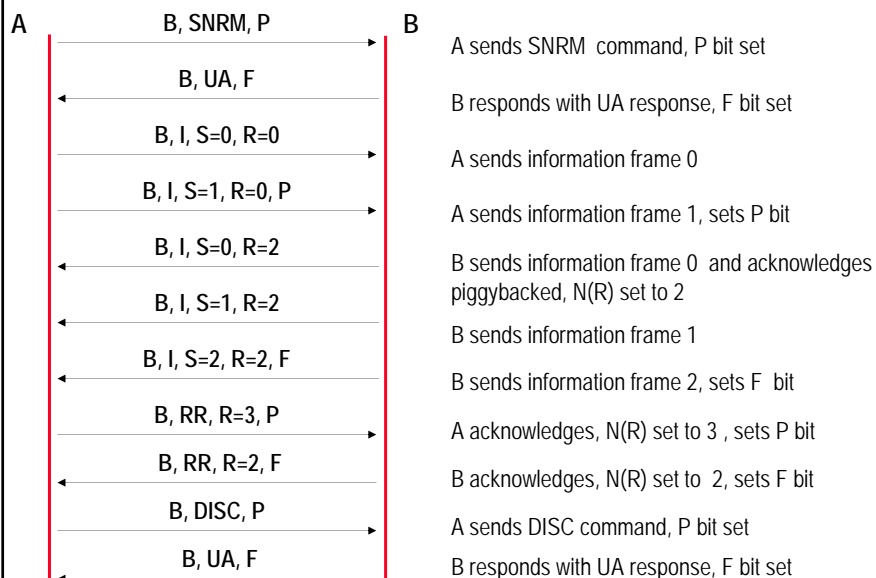 A B, SNRM, P B
A sends SNRM command, P bit set
B, UA, F
B responds with UA response, F bit set
B, I, S=0, R=0
A sends information frame 0
B, I, S=1, R=0, P
A sends information frame 1, sets P bit
B, I, S=0, R=2
B sends information frame 0 and acknowledges
piggybacked, N(R) set to 2
B, I, S=1, R=2
B sends information frame 1
B, I, S=2, R=2, F
B sends information frame 2, sets F bit
B, RR, R=3, P
A acknowledges, N(R) set to 3 , sets P bit
B, RR, R=2, F
B acknowledges, N(R) set to 2, sets F bit
B, DISC, P
A sends DISC command, P bit set
B, UA, F
B responds with UA response, F bit set